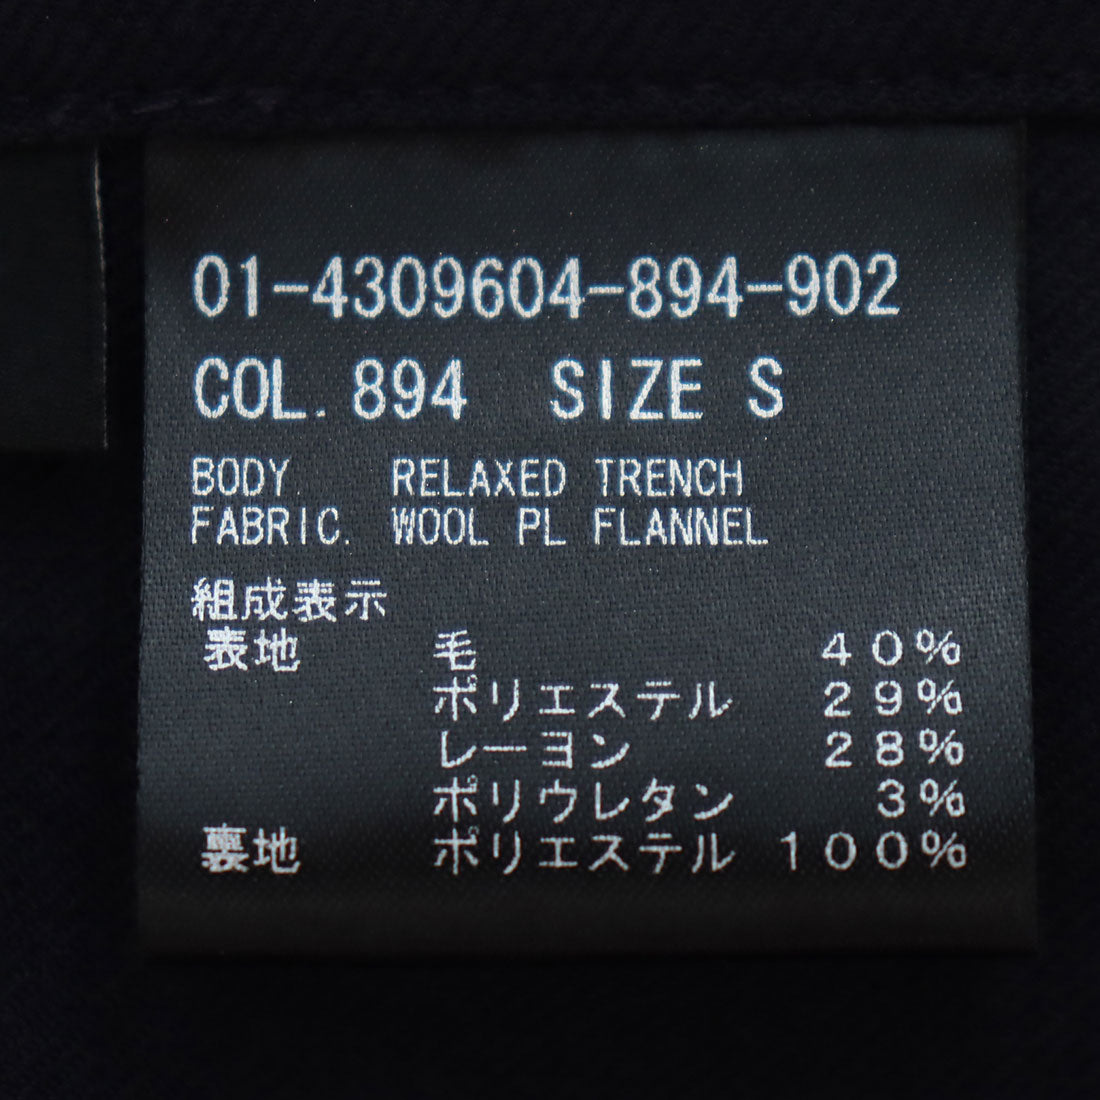 01-4309604-894-902
COL. 894 SIZE S
BODY. RELAXED TRENCH
FABRIC. WOOL PL FLANNEL
組成表示
表地 毛 40%
ポリエステル 29%
レーヨン 28%
ポリウレタン 3%
裏地 ポリエステル 100%